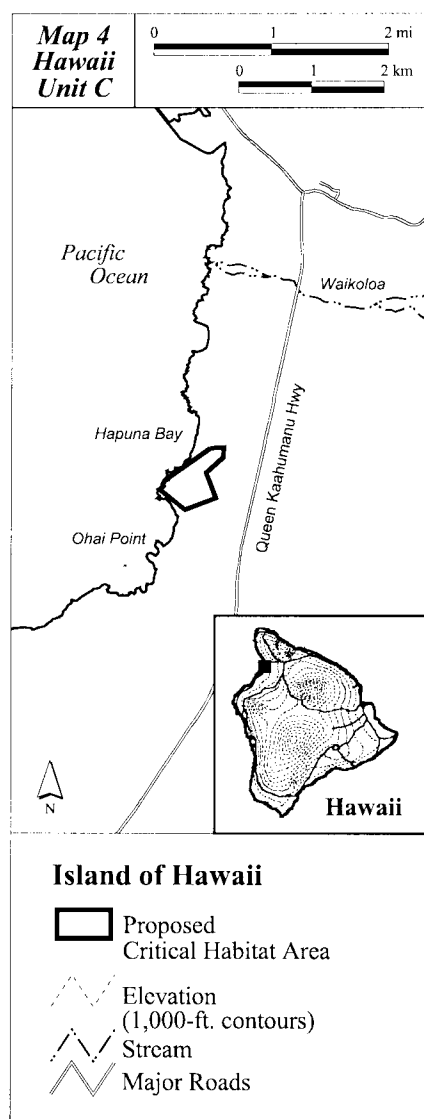 Map 4
Hawaii
Unit C
0 1 2 mi
0 1 2 km
Pacific
Ocean
Waikoloa
Hapuna Bay
Queen Kaahumanu Hwy
Ohai Point
N
Hawaii
Island of Hawaii
Proposed
Critical Habitat Area
Elevation
(1,000-ft. contours)
Stream
Major Roads